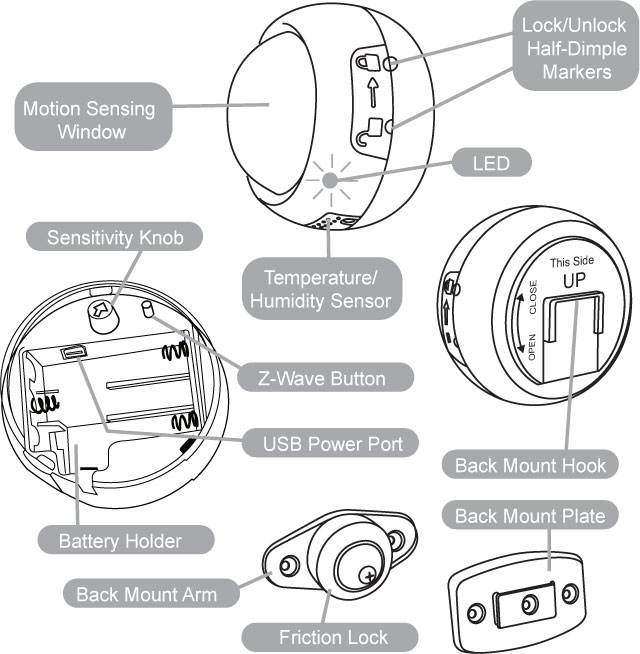 Lock/Unlock
Half-Dimple
Markers
Motion Sensing
Window
LED
Sensitivity Knob
Temperature/
Humidity Sensor
This Side
UP
CLOSE
OPEN
Z-Wave Button
USB Power Port
Back Mount Hook
Back Mount Plate
Battery Holder
Back Mount Arm
Friction Lock